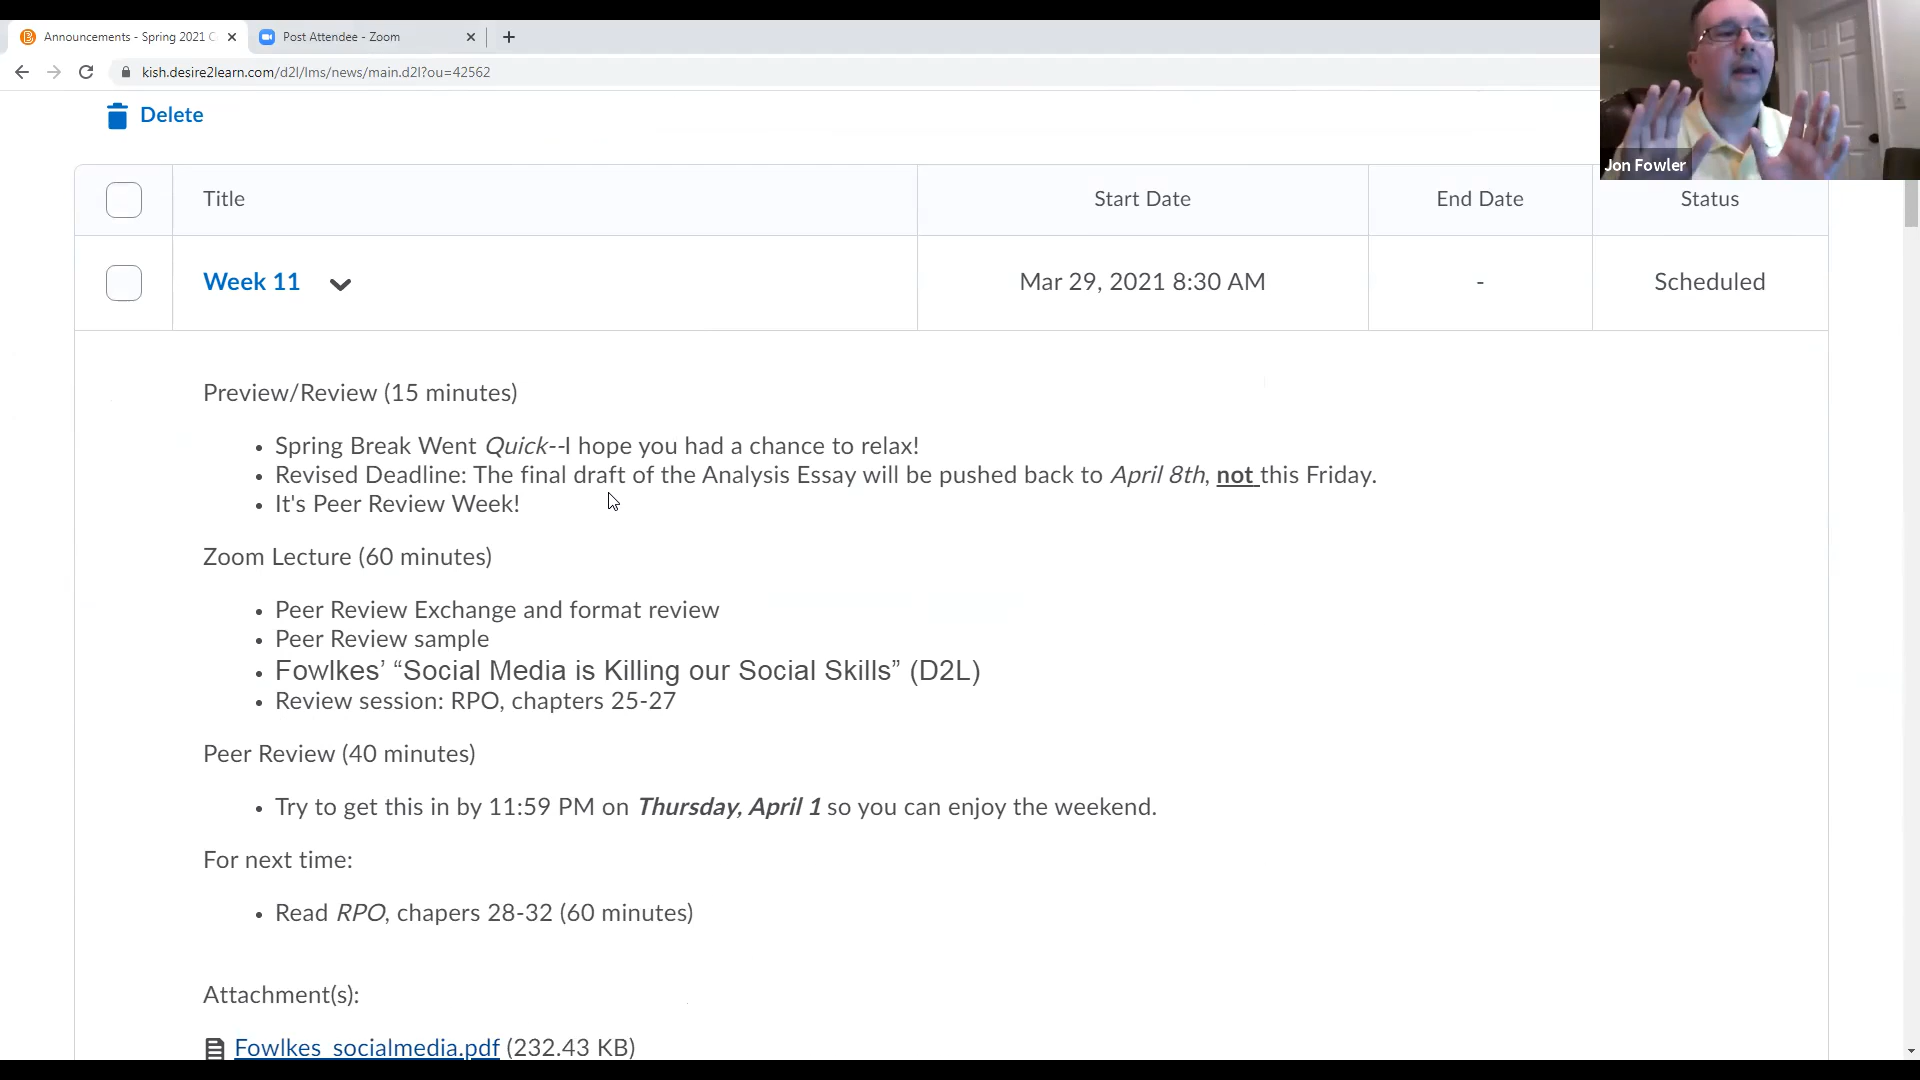 Announcements - Spring 2021 C
Post Attendee - Zoom
kish.desire2learn.com/d2l/lms/news/main.d2l?ou=42562
Jon Fowler
Delete
Title Start Date End Date Status
Week 11 Mar 29, 2021 8:30 AM - Scheduled
Preview/Review (15 minutes)
• Spring Break Went Quick--I hope you had a chance to relax!
• Revised Deadline: The final draft of the Analysis Essay will be pushed back to April 8th, not this Friday.
• It's Peer Review Week!
Zoom Lecture (60 minutes)
• Peer Review Exchange and format review
• Peer Review sample
• Fowlkes’ “Social Media is Killing our Social Skills” (D2L)
• Review session: RPO, chapters 25-27
Peer Review (40 minutes)
• Try to get this in by 11:59 PM on Thursday, April 1 so you can enjoy the weekend.
For next time:
• Read RPO, chapers 28-32 (60 minutes)
Attachment(s):
Fowlkes_socialmedia.pdf (232.43 KB)